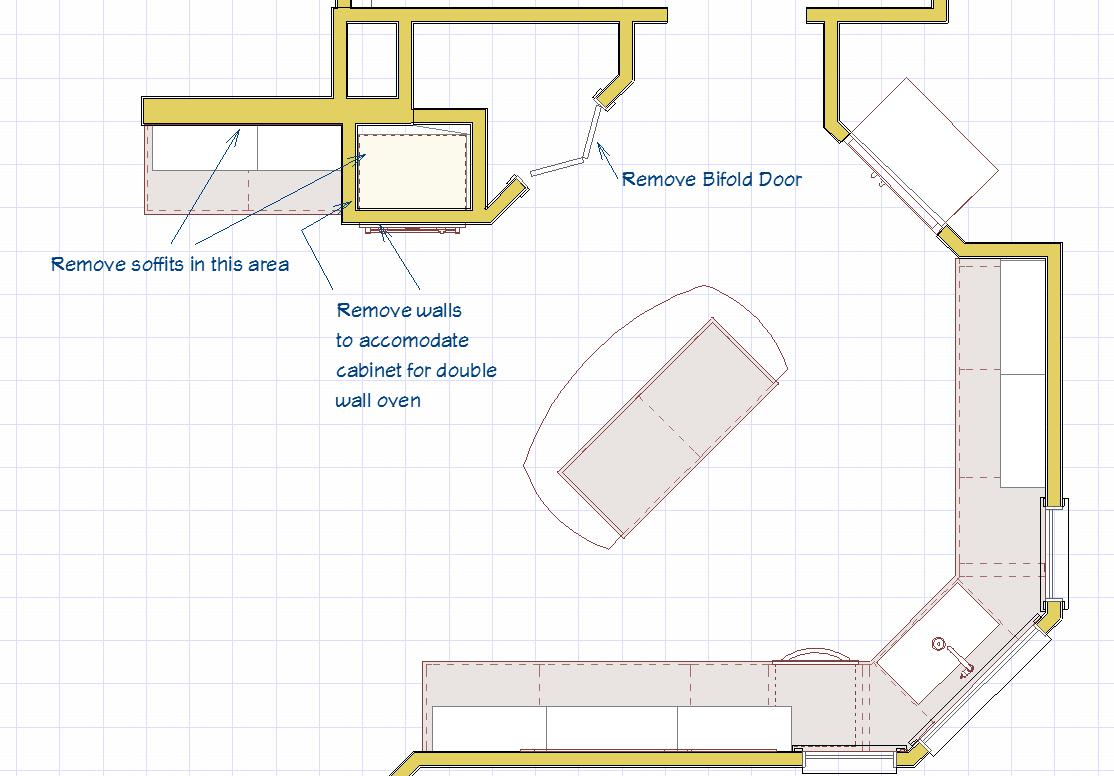 Remove Bifold Door
Remove soffits in this area
Remove walls
to accomodate
cabinet for double
wall oven